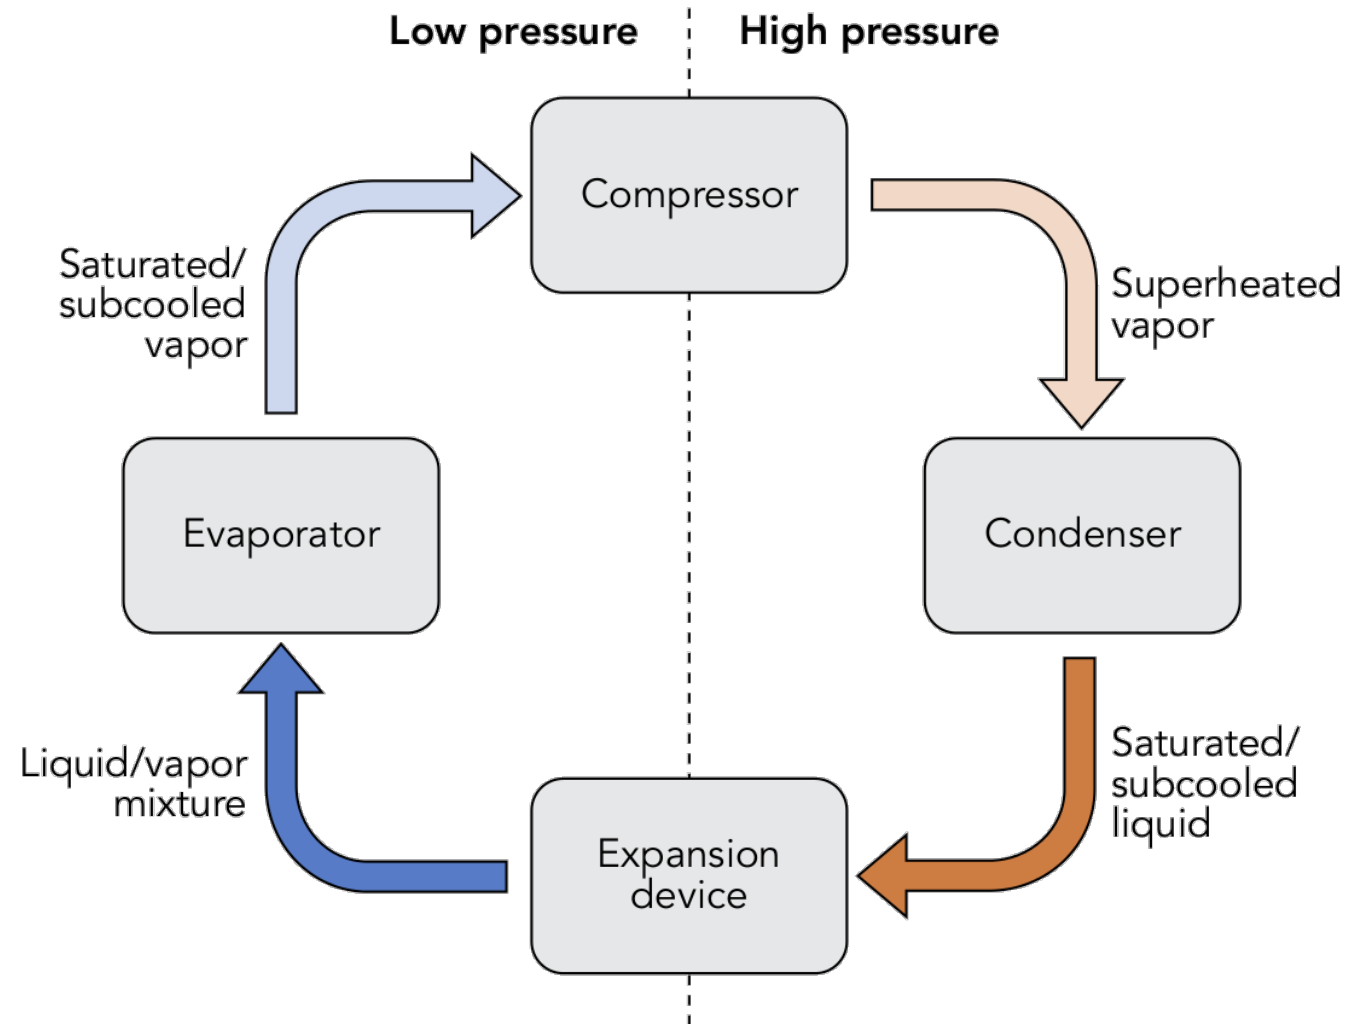 Low pressure
High pressure
Compressor
Saturated/
subcooled
vapor
Superheated
vapor
Evaporator
Condenser
Liquid/vapor
mixture
Saturated/
subcooled
liquid
Expansion
device